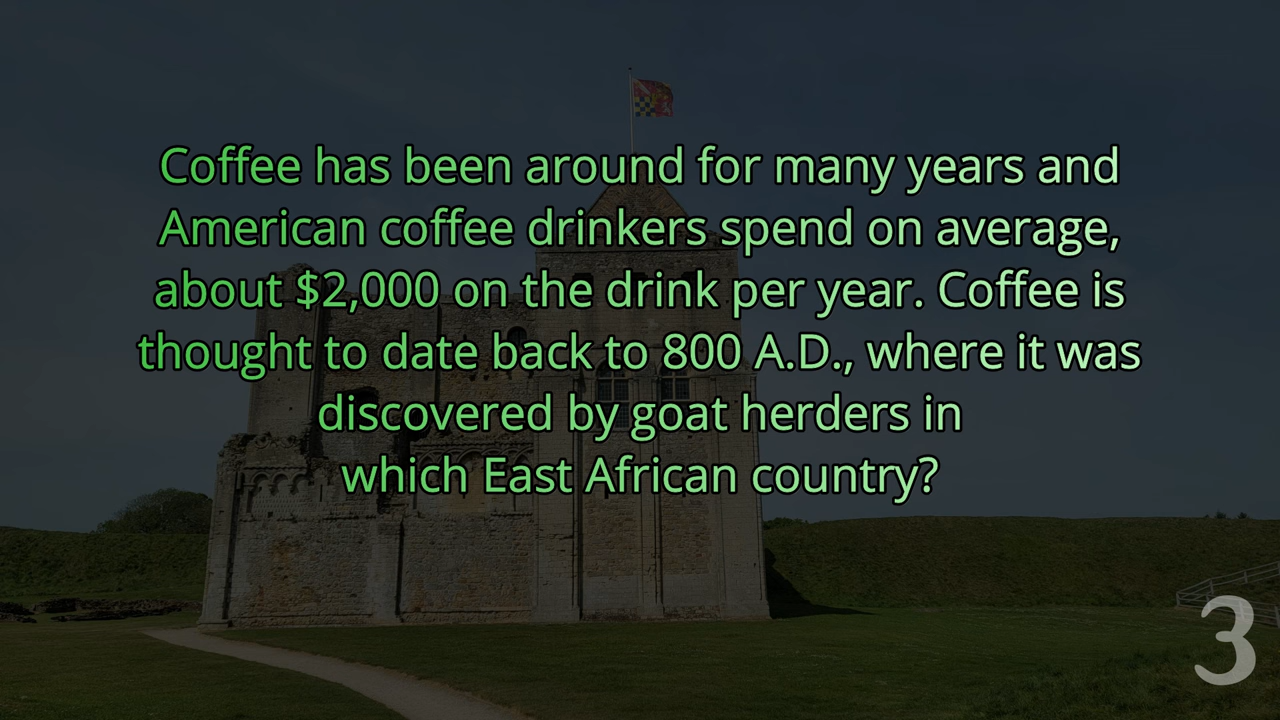 Coffee has been around for many years and
American coffee drinkers spend on average,
about $2,000 on the drink per year. Coffee is
thought to date back to 800 A.D., where it was
discovered by goat herders in
which East African country?
3